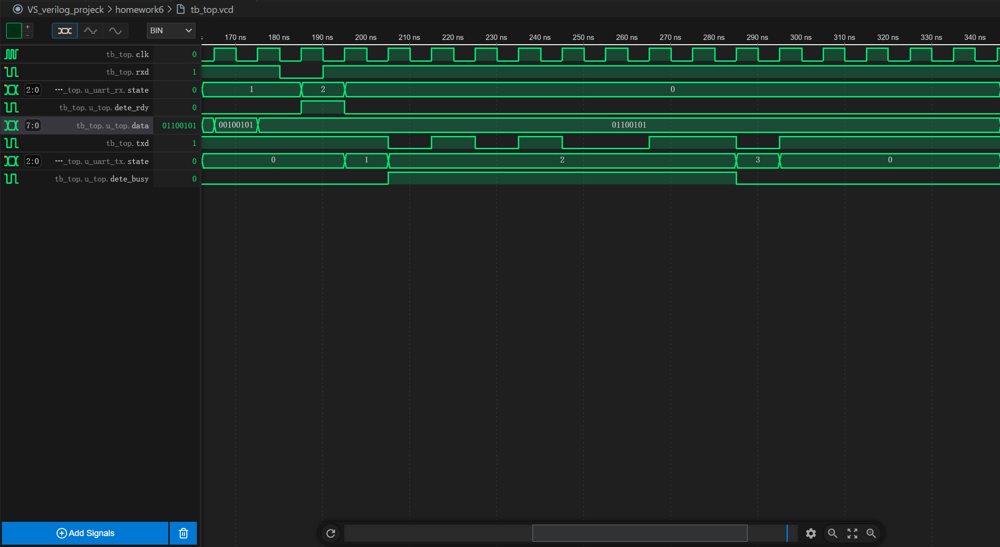 VS_verilog_projeck > homework6 > tb_top.vcd
+
-
BIN
170 ns 180 ns 190 ns 200 ns 210 ns 220 ns 230 ns 240 ns 250 ns 260 ns 270 ns 280 ns 290 ns 300 ns 310 ns 320 ns 330 ns 340 ns
tb_top.clk 0
tb_top.rxd 1
2:0 ···_top.u_uart_rx.state 0 1 2 0
tb_top.u_top.dete_rdy 0
7:0 tb_top.u_top.data 01100101 00100101 01100101
tb_top.txd 1
2:0 ···_top.u_uart_tx.state 0 0 1 2 3 0
tb_top.u_top.dete_busy 0
Add Signals